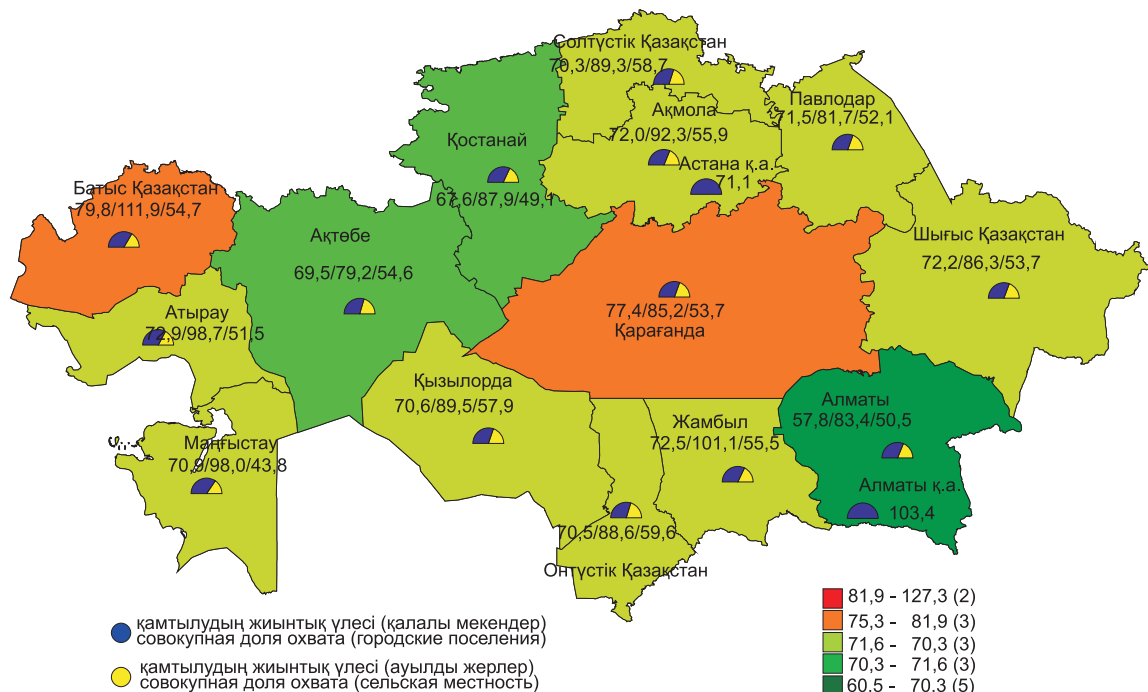 Солтүстік Қазақстан
70,3/89,3/58,7
Павлодар
71,5/81,7/52,1
Ақмола
72,0/92,3/55,9
Астана қ.а.
71,1
Қостанай
67,6/87,9/49,1
Батыс Қазақстан
79,8/111,9/54,7
Ақтөбе
69,5/79,2/54,6
Шығыс Қазақстан
72,2/86,3/53,7
Атырау
72,9/98,7/51,5
77,4/85,2/53,7
Қарағанда
Қызылорда
70,6/89,5/57,9
Алматы
57,8/83,4/50,5
Жамбыл
72,5/101,1/55,5
Маңғыстау
70,9/98,0/43,8
Алматы қ.а.
103,4
70,5/88,6/59,6
Онтүстік Қазақстан
қамтылудың жиынтық үлесі (қалалы мекендер)
совокупная доля охвата (городские поселения)
қамтылудың жиынтық үлесі (ауылды жерлер)
совокупная доля охвата (сельская местность)
81,9 - 127,3 (2)
75,3 - 81,9 (3)
71,6 - 70,3 (3)
70,3 - 71,6 (3)
60,5 - 70,3 (5)